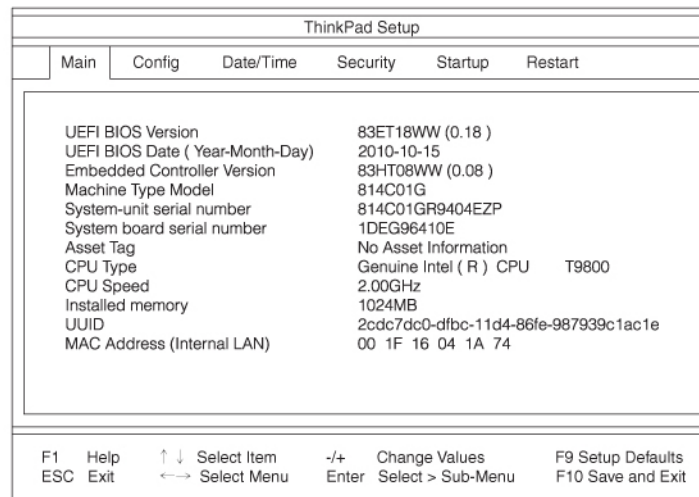 ThinkPad Setup
Main Config Date/Time Security Startup Restart
UEFI BIOS Version 83ET18WW (0.18 )
UEFI BIOS Date ( Year-Month-Day) 2010-10-15
Embedded Controller Version 83HT08WW (0.08 )
Machine Type Model 814C01G
System-unit serial number 814C01GR9404EZP
System board serial number 1DEG96410E
Asset Tag No Asset Information
CPU Type Genuine Intel ( R ) CPU T9800
CPU Speed 2.00GHz
Installed memory 1024MB
UUID 2cdc7dc0-dfbc-11d4-86fe-987939c1ac1e
MAC Address (Internal LAN) 00 1F 16 04 1A 74
F1 Help ↑ ↓ Select Item -/+ Change Values F9 Setup Defaults
ESC Exit ←→ Select Menu Enter Select > Sub-Menu F10 Save and Exit